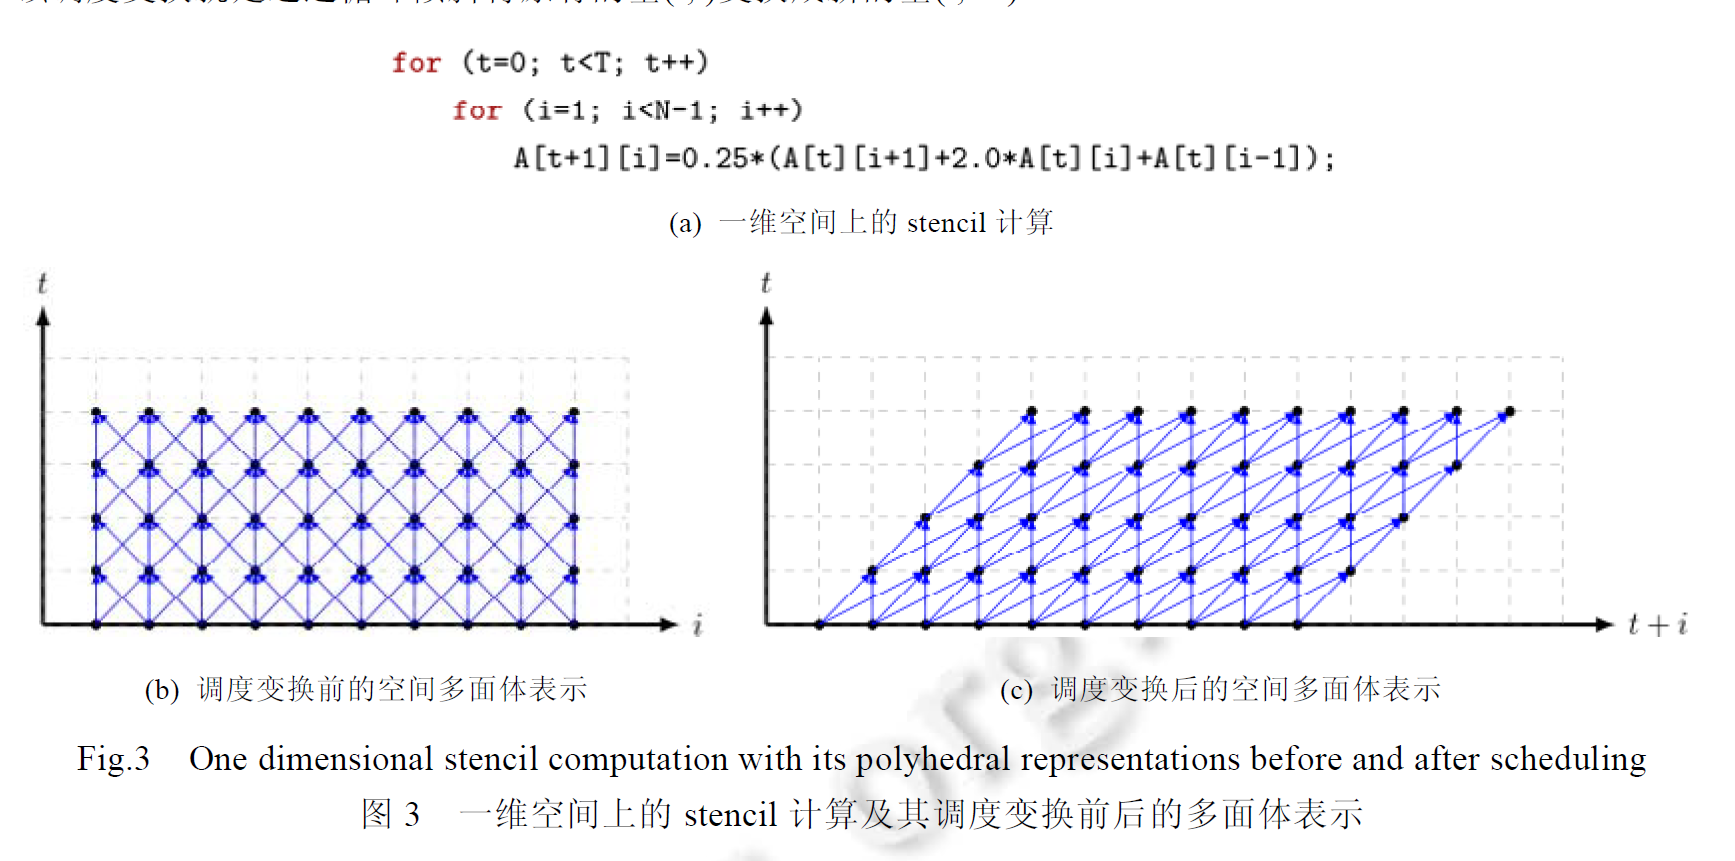 for (t=0; t<T; t++)
for (i=1; i<N-1; i++)
A[t+1][i]=0.25*(A[t][i+1]+2.0*A[t][i]+A[t][i-1]);
(a) 一维空间上的 stencil 计算
t
t
i
t + i
(b) 调度变换前的空间多面体表示
(c) 调度变换后的空间多面体表示
Fig.3 One dimensional stencil computation with its polyhedral representations before and after scheduling
图 3 一维空间上的 stencil 计算及其调度变换前后的多面体表示